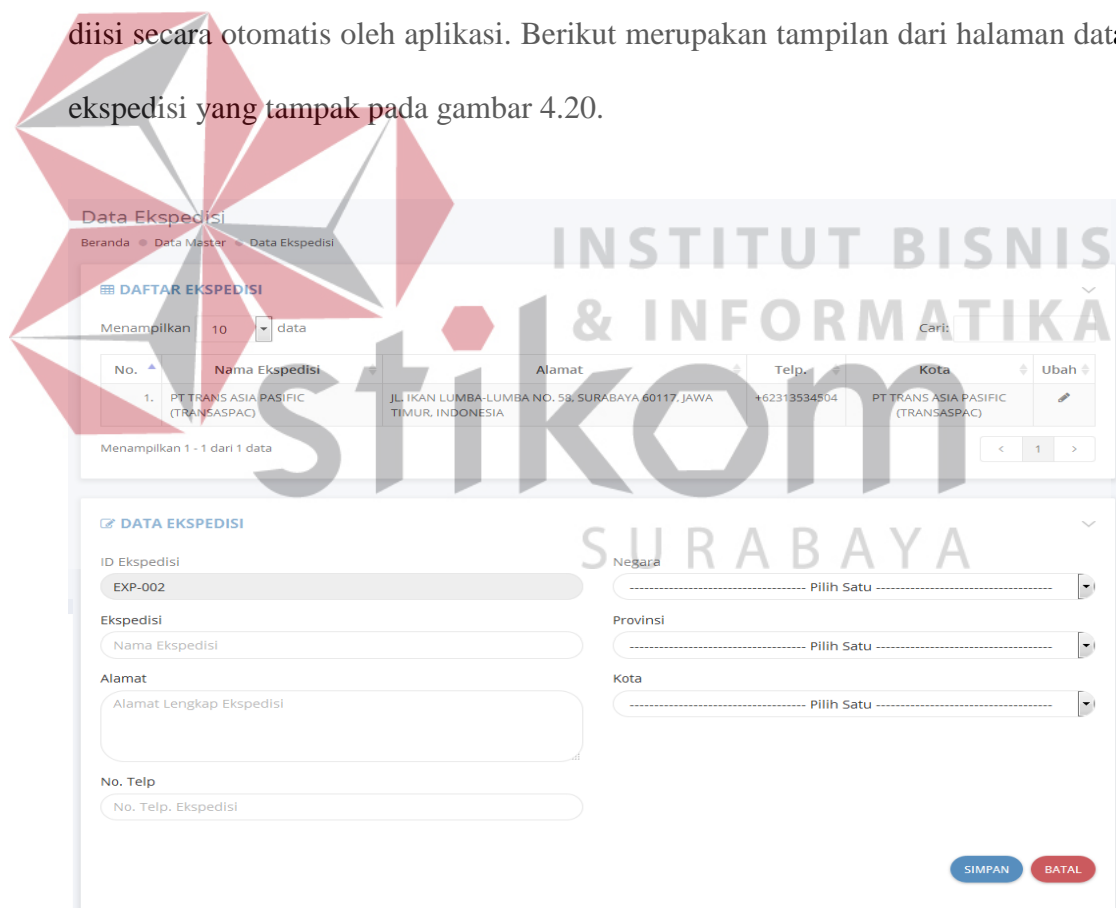 diisi secara otomatis oleh aplikasi. Berikut merupakan tampilan dari halaman data
ekspedisi yang tampak pada gambar 4.20.
Data Ekspedisi
Beranda Data Master Data Ekspedisi
INSTITUT BISNIS
& INFORMATIKA
stikom
SURABAYA
DAFTAR EKSPEDISI
Menampilkan 10 data
Cari:
No. Nama Ekspedisi Alamat Telp. Kota Ubah
1. PT TRANS ASIA PASIFIC (TRANSASPAC) JL. IKAN LUMBA-LUMBA NO. 58, SURABAYA 60117, JAWA TIMUR, INDONESIA +62313534504 PT TRANS ASIA PASIFIC (TRANSASPAC)
Menampilkan 1 - 1 dari 1 data
< 1 >
DATA EKSPEDISI
ID Ekspedisi
EXP-002
Ekspedisi
Nama Ekspedisi
Alamat
Alamat Lengkap Ekspedisi
No. Telp
No. Telp. Ekspedisi
Negara
------------------------------------ Pilih Satu ------------------------------------
Provinsi
------------------------------------ Pilih Satu ------------------------------------
Kota
------------------------------------ Pilih Satu ------------------------------------
SIMPAN
BATAL